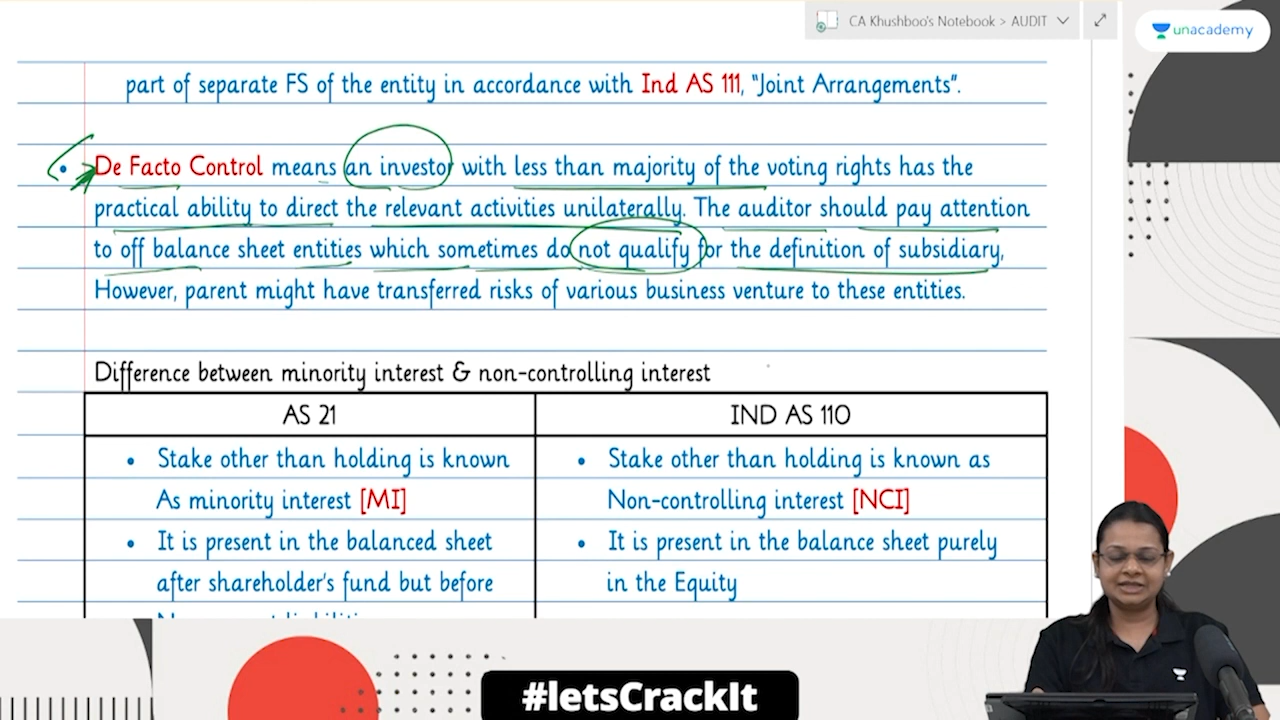 CA Khushboo's Notebook > AUDIT
unacademy
part of separate FS of the entity in accordance with Ind AS 111, "Joint Arrangements".
• De Facto Control means an investor with less than majority of the voting rights has the
practical ability to direct the relevant activities unilaterally. The auditor should pay attention
to off balance sheet entities which sometimes do not qualify for the definition of subsidiary,
However, parent might have transferred risks of various business venture to these entities.
Difference between minority interest & non-controlling interest
AS 21
IND AS 110
• Stake other than holding is known
As minority interest [MI]
• It is present in the balanced sheet
after shareholder's fund but before
• Stake other than holding is known as
Non-controlling interest [NCI]
• It is present in the balance sheet purely
in the Equity
#letsCrackIt